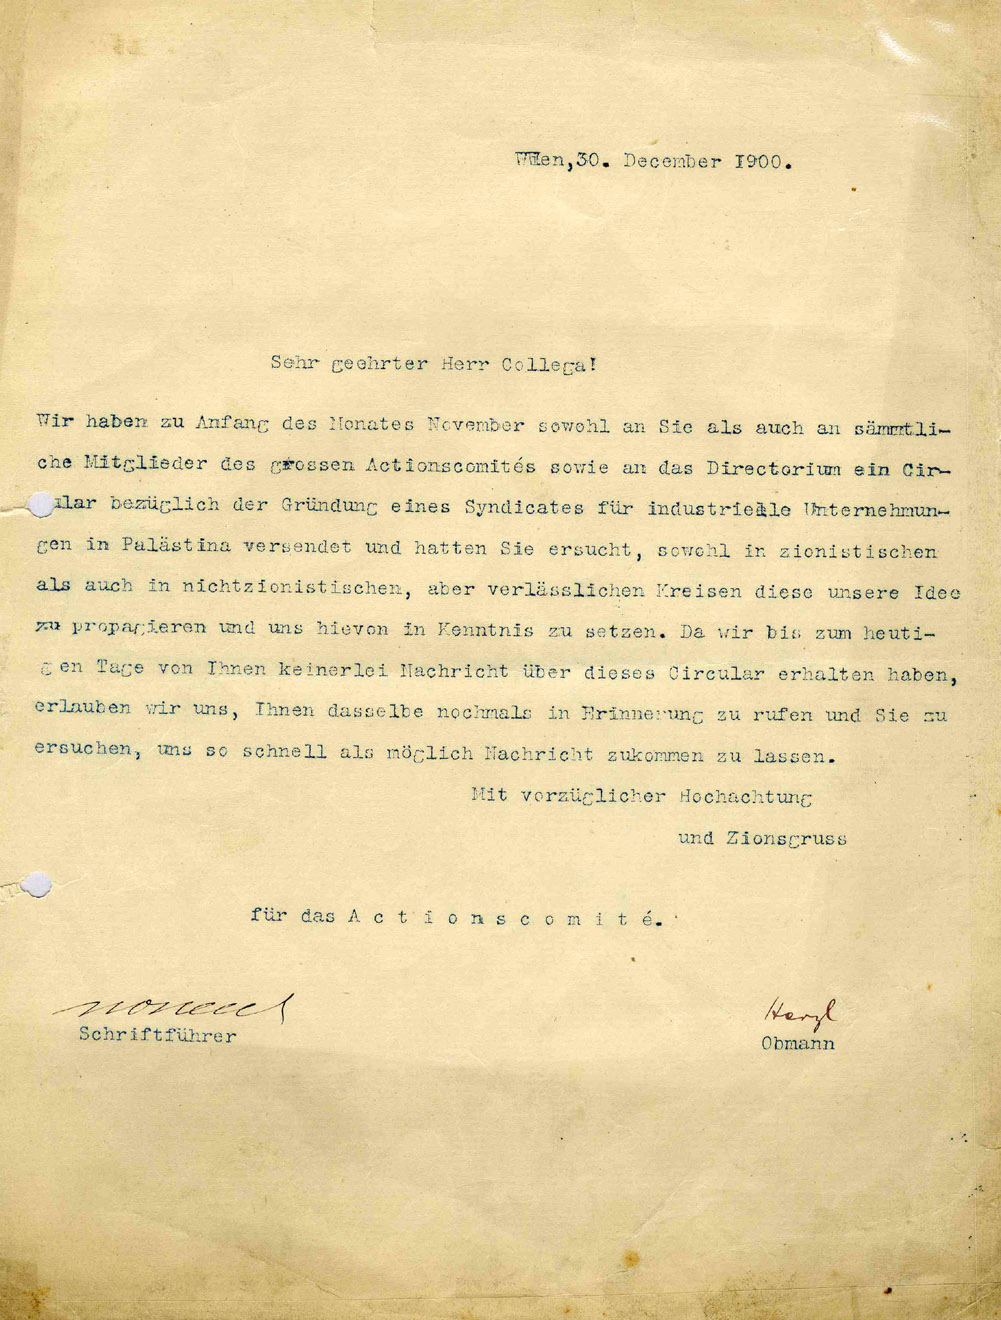 Wien,30. December 1900.
Sehr geehrter Herr Collega!
Wir haben zu Anfang des Monates November sowohl an Sie als auch an sämmtli-
che Mitglieder des grossen Actionscomités sowie an das Directorium ein Cir-
ular bezüglich der Gründung eines Syndicates für industrielle Unternehmun-
gen in Palästina versendet und hatten Sie ersucht, sowohl in zionistischen
als auch in nichtzionistischen, aber verlässlichen Kreisen diese unsere Idee
zu propagieren und uns hievon in Kenntnis zu setzen. Da wir bis zum heuti-
gen Tage von Ihnen keinerlei Nachricht über dieses Circular erhalten haben,
erlauben wir uns, Ihnen dasselbe nochmals in Erinnerung zu rufen und Sie zu
ersuchen, uns so schnell als möglich Nachricht zukommen zu lassen.
Mit vorzüglicher Hochachtung
und Zionsgruss
für das Actionscomité.
Herzl
Schriftführer
Obmann